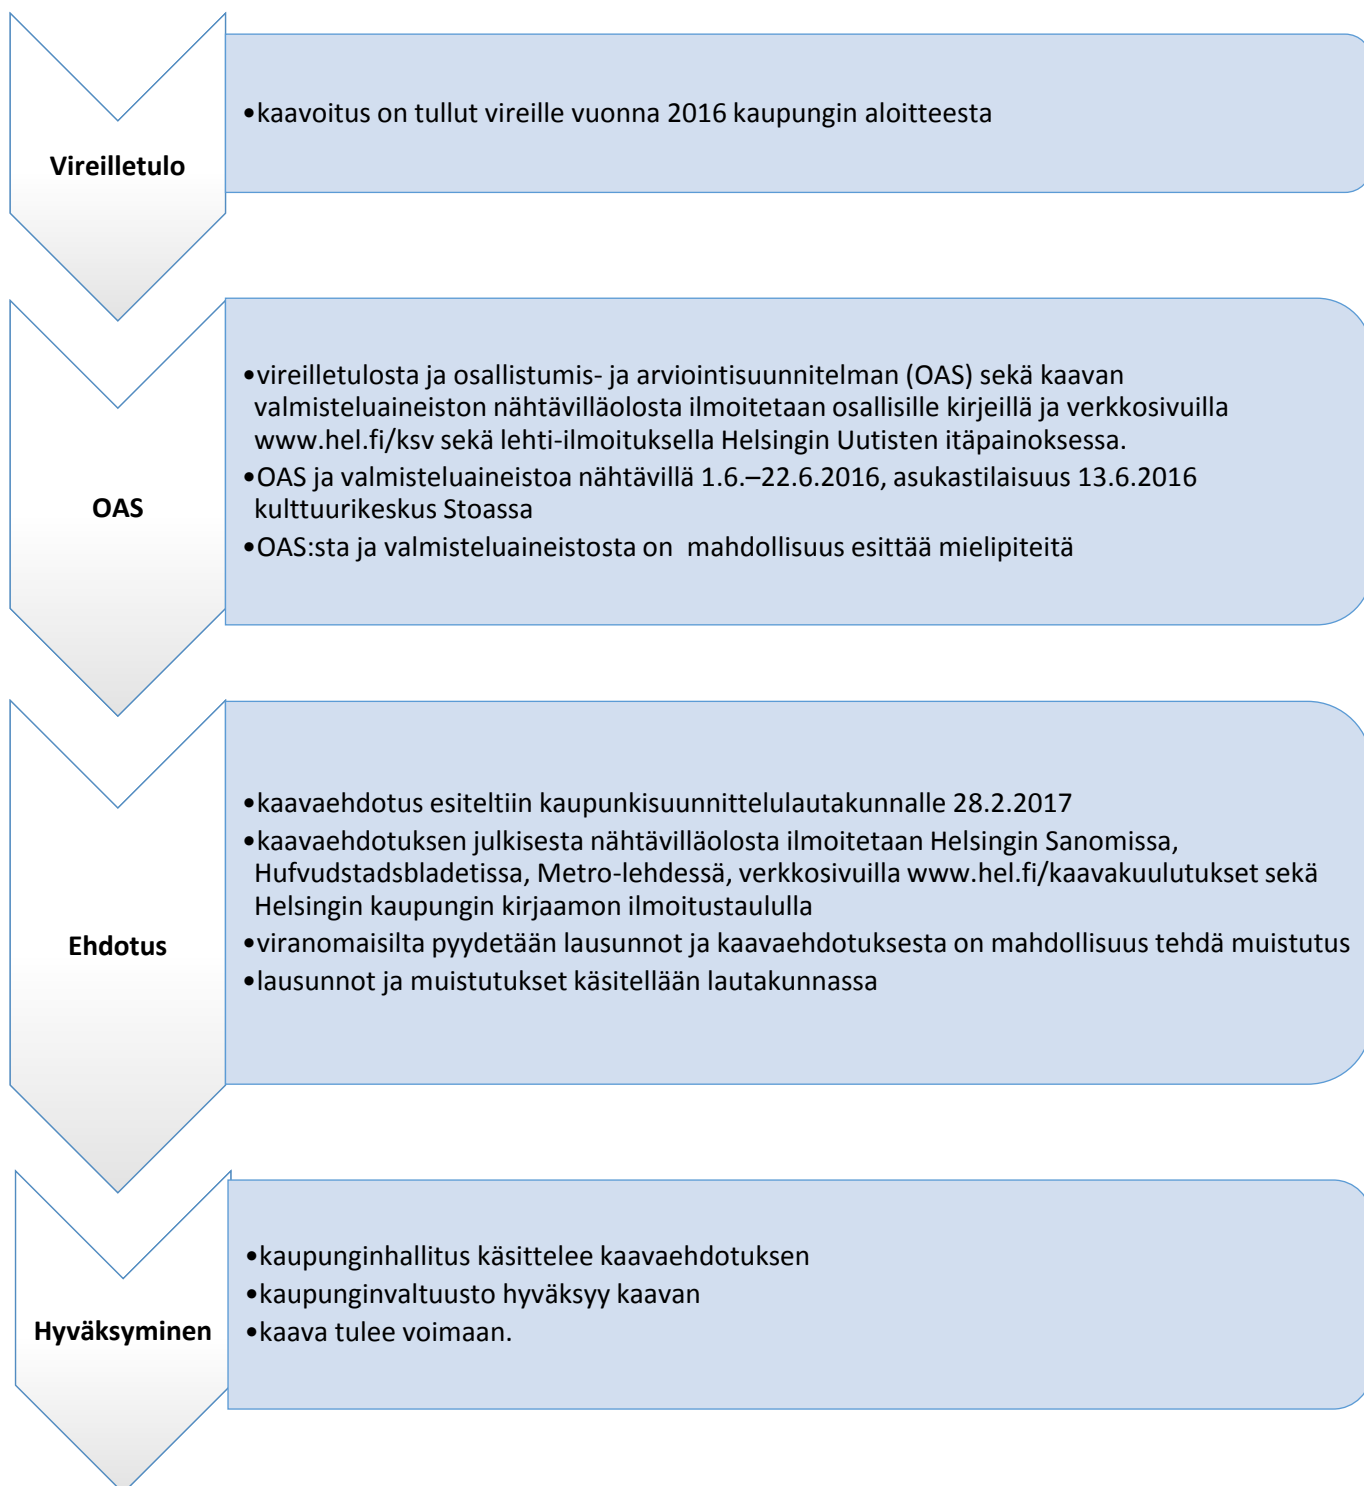 Vireilletulo
•kaavoitus on tullut vireille vuonna 2016 kaupungin aloitteesta
OAS
•vireilletulosta ja osallistumis- ja arviointisuunnitelman (OAS) sekä kaavan
valmisteluaineiston nähtävilläolosta ilmoitetaan osallisille kirjeillä ja verkkosivuilla
www.hel.fi/ksv sekä lehti-ilmoituksella Helsingin Uutisten itäpainoksessa.
•OAS ja valmisteluaineistoa nähtävillä 1.6.–22.6.2016, asukastilaisuus 13.6.2016
kulttuurikeskus Stoassa
•OAS:sta ja valmisteluaineistosta on  mahdollisuus esittää mielipiteitä
Ehdotus
•kaavaehdotus esiteltiin kaupunkisuunnittelulautakunnalle 28.2.2017
•kaavaehdotuksen julkisesta nähtävilläolosta ilmoitetaan Helsingin Sanomissa,
Hufvudstadsbladetissa, Metro-lehdessä, verkkosivuilla www.hel.fi/kaavakuulutukset sekä
Helsingin kaupungin kirjaamon ilmoitustaululla
•viranomaisilta pyydetään lausunnot ja kaavaehdotuksesta on mahdollisuus tehdä muistutus
•lausunnot ja muistutukset käsitellään lautakunnassa
Hyväksyminen
•kaupunginhallitus käsittelee kaavaehdotuksen
•kaupunginvaltuusto hyväksyy kaavan
•kaava tulee voimaan.